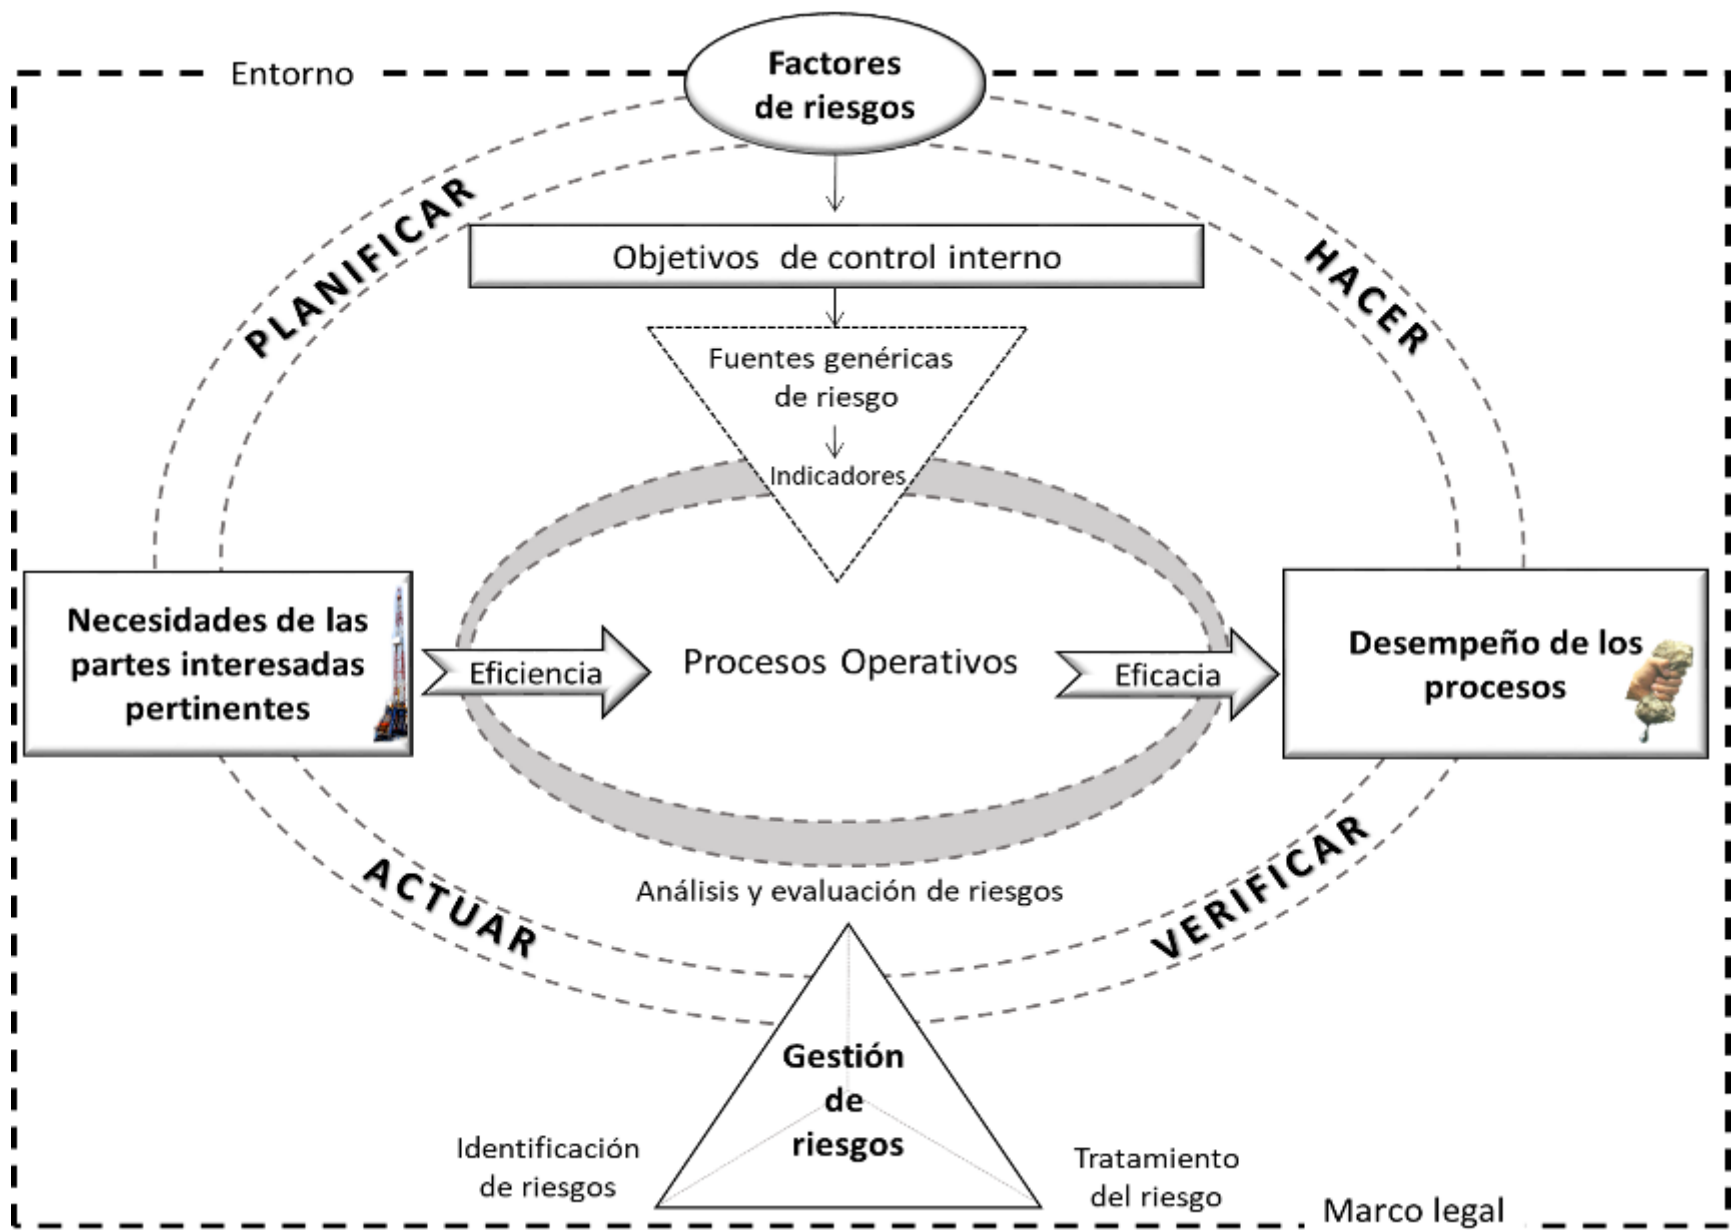 Entorno
Factores
de riesgos
PLANIFICAR
HACER
Objetivos de control interno
Fuentes genéricas
de riesgo
Indicadores
Necesidades de las
partes interesadas
pertinentes
Eficiencia
Procesos Operativos
Eficacia
Desempeño de los
procesos
ACTUAR
VERIFICAR
Análisis y evaluación de riesgos
Gestión
de
riesgos
Identificación
de riesgos
Tratamiento
del riesgo
Marco legal